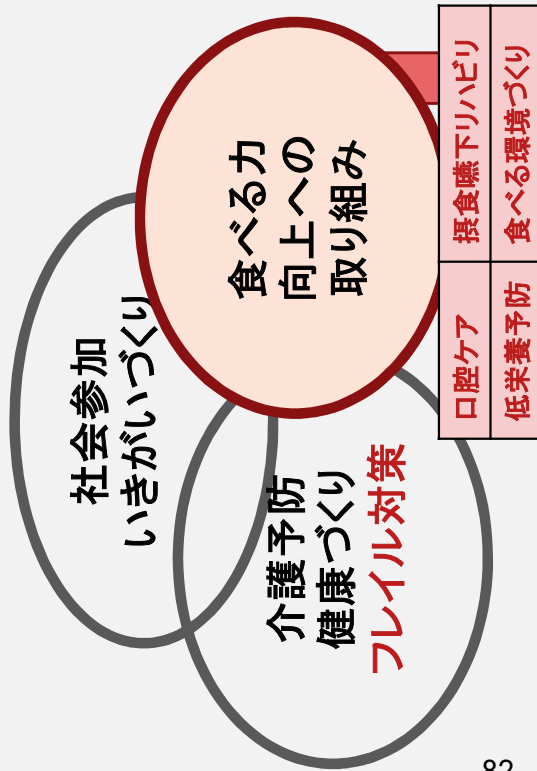 社会参加
いきがいづくり
介護予防
健康づくり
フレイル対策
食べる力
向上への
取り組み
口腔ケア
摂食嚥下リハビリ
低栄養予防
食べる環境づくり
82